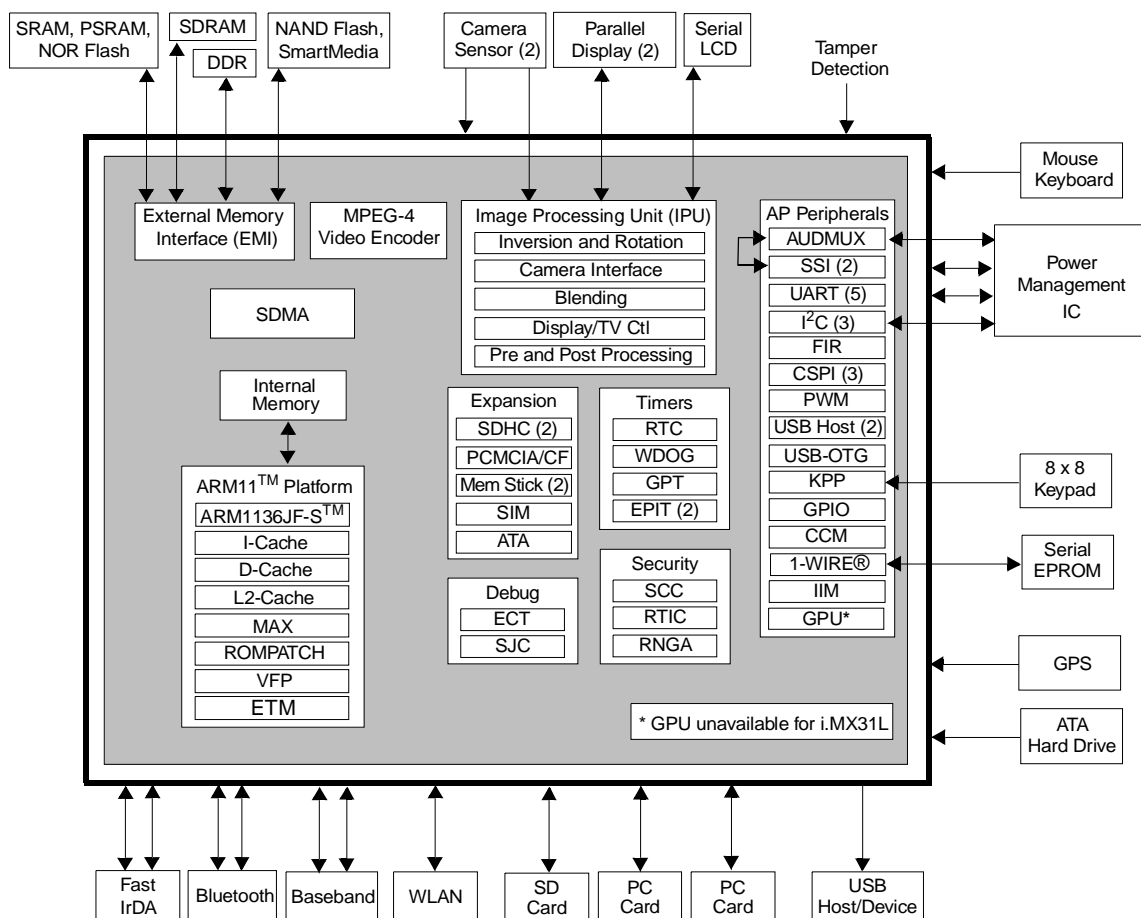 SRAM, PSRAM,
NOR Flash
SDRAM
DDR
NAND Flash,
SmartMedia
Camera
Sensor (2)
Parallel
Display (2)
Serial
LCD
Tamper
Detection
External Memory
Interface (EMI)
MPEG-4
Video Encoder
SDMA
Internal
Memory
ARM11™ Platform
ARM1136JF-S™
I-Cache
D-Cache
L2-Cache
MAX
ROMPATCH
VFP
ETM
Image Processing Unit (IPU)
Inversion and Rotation
Camera Interface
Blending
Display/TV Ctl
Pre and Post Processing
Expansion
SDHC (2)
PCMCIA/CF
Mem Stick (2)
SIM
ATA
Timers
RTC
WDOG
GPT
EPIT (2)
Debug
ECT
SJC
Security
SCC
RTIC
RNGA
AP Peripherals
AUDMUX
SSI (2)
UART (5)
I²C (3)
FIR
CSPI (3)
PWM
USB Host (2)
USB-OTG
KPP
GPIO
CCM
1-WIRE®
IIM
GPU*
* GPU unavailable for i.MX31L
Mouse
Keyboard
Power
Management
IC
8 x 8
Keypad
Serial
EPROM
GPS
ATA
Hard Drive
Fast
IrDA
Bluetooth
Baseband
WLAN
SD
Card
PC
Card
PC
Card
USB
Host/Device